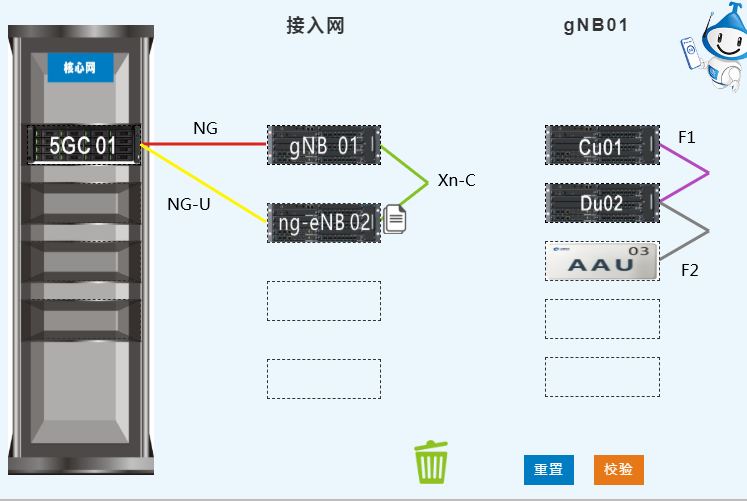 接入网
gNB01
核心网
5GC 01
NG
gNB 01
Xn-C
NG-U
ng-eNB 02
Cu01
F1
Du02
03
AAU
F2
重置
校验